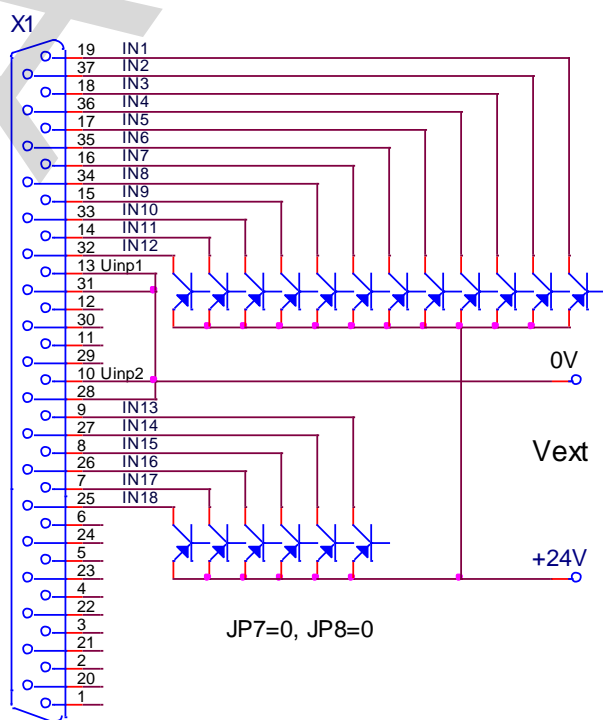 X1
19 IN1
37 IN2
18 IN3
36 IN4
17 IN5
35 IN6
16 IN7
34 IN8
15 IN9
33 IN10
14 IN11
32 IN12
13 Uinp1
31
12
30
11
29
0V
10 Uinp2
28
9 IN13
27 IN14
8 IN15
Vext
26 IN16
7 IN17
25 IN18
6
24
5
+24V
23
4
22
3
JP7=0, JP8=0
21
2
20
1